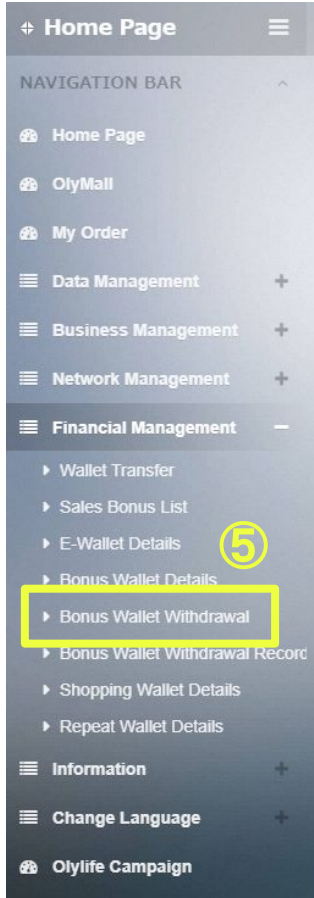 Home Page
NAVIGATION BAR
Home Page
OlyMall
My Order
Data Management
Business Management
Network Management
Financial Management
Wallet Transfer
Sales Bonus List
E-Wallet Details
⑤
Bonus Wallet Details
Bonus Wallet Withdrawal
Bonus Wallet Withdrawal Record
Shopping Wallet Details
Repeat Wallet Details
Information
Change Language
Olylife Campaign